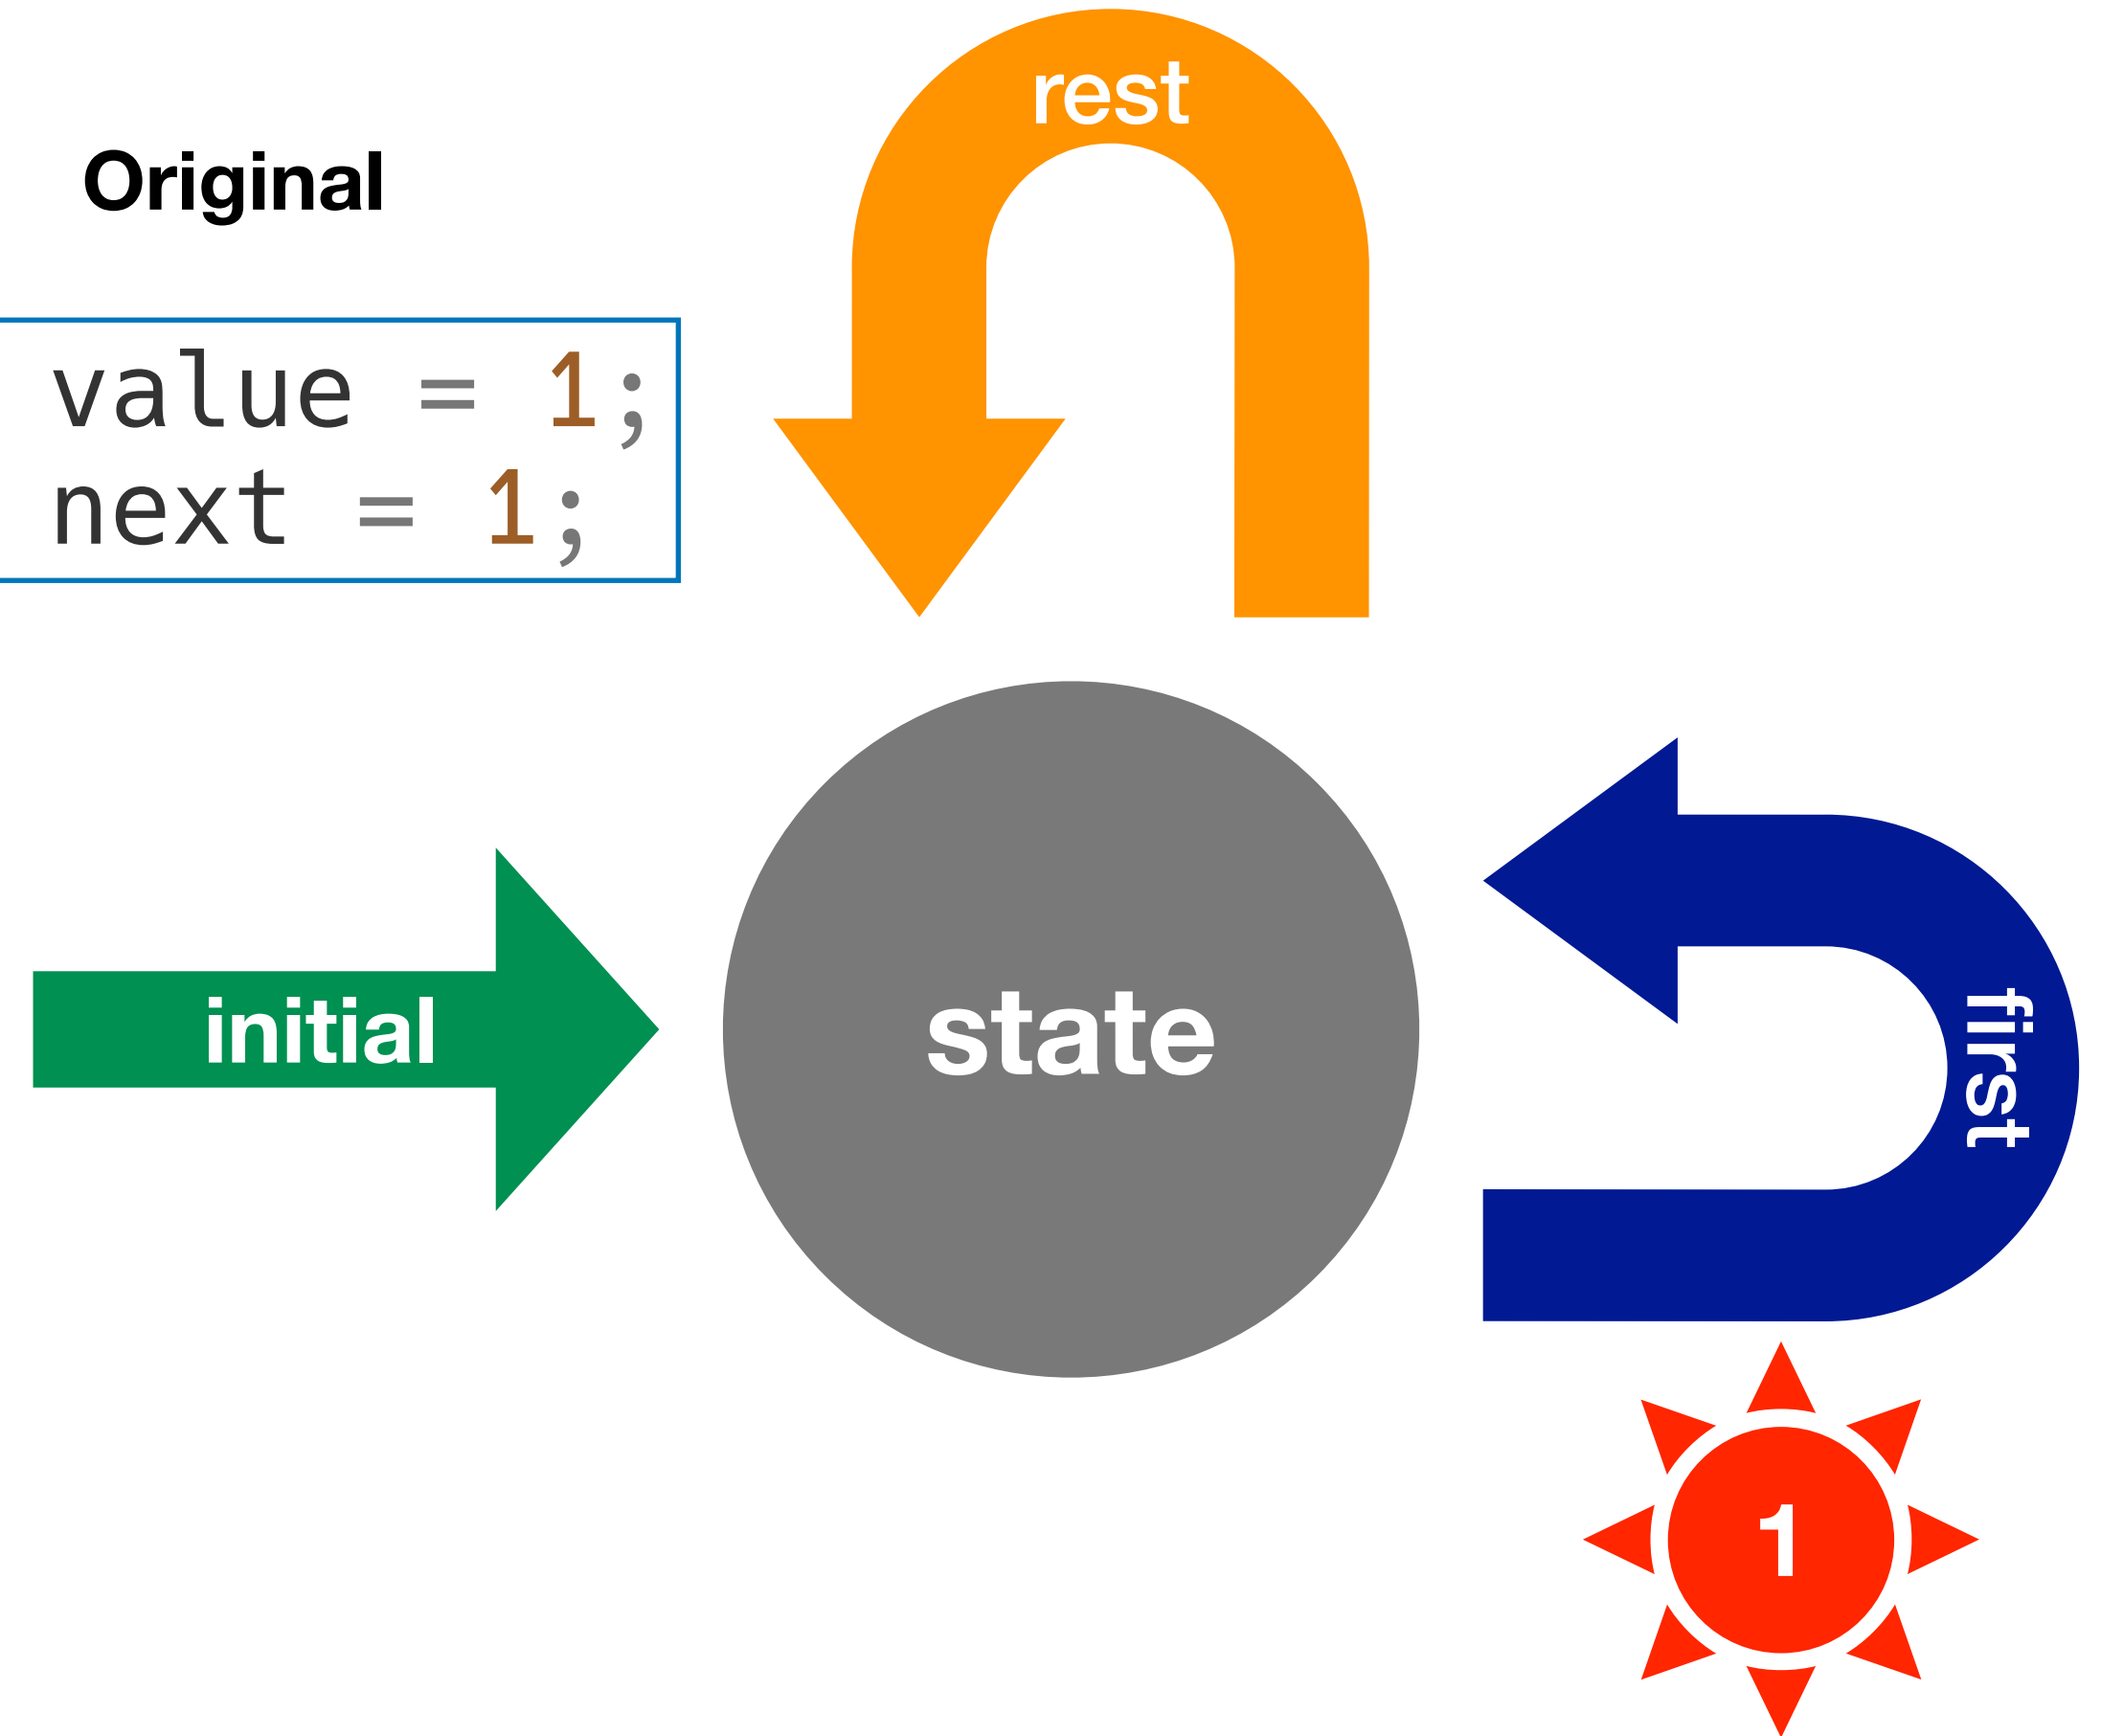 rest
Original
value = 1;
next = 1;
initial
state
first
1